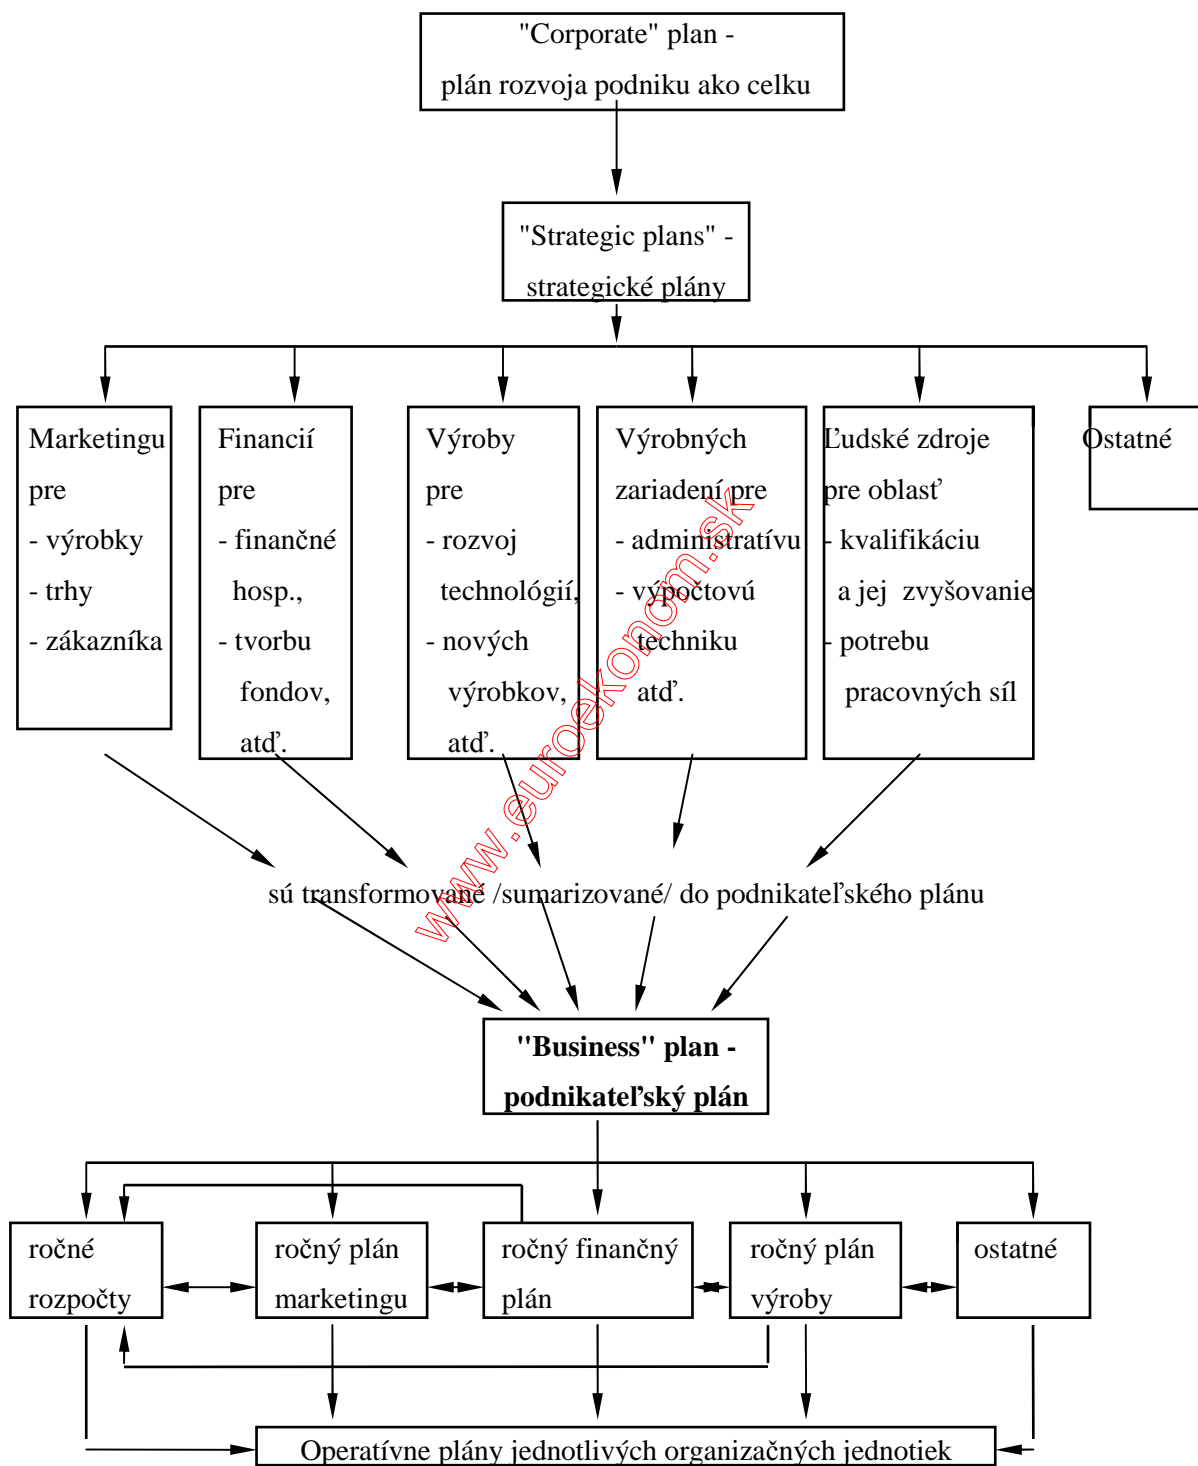 "Corporate" plan -
plán rozvoja podniku ako celku
"Strategic plans" -
strategické plány
Marketingu
pre
- výrobky
- trhy
- zákazníka
Financií
pre
- finančné
hosp.,
- tvorbu
fondov,
atď.
Výroby
pre
- rozvoj
technológií,
- nových
výrobkov,
atď.
Výrobných
zariadení pre
- administratívu
- výpočtovú
techniku
atď.
Ľudské zdroje
pre oblasť
- kvalifikáciu
a jej zvyšovanie
- potrebu
pracovných síl
Ostatné
www.euroekonom.sk
sú transformované /sumarizované/ do podnikateľského plánu
"Business" plan -
podnikateľský plán
ročné
rozpočty
ročný plán
marketingu
ročný finančný
plán
ročný plán
výroby
ostatné
Operatívne plány jednotlivých organizačných jednotiek